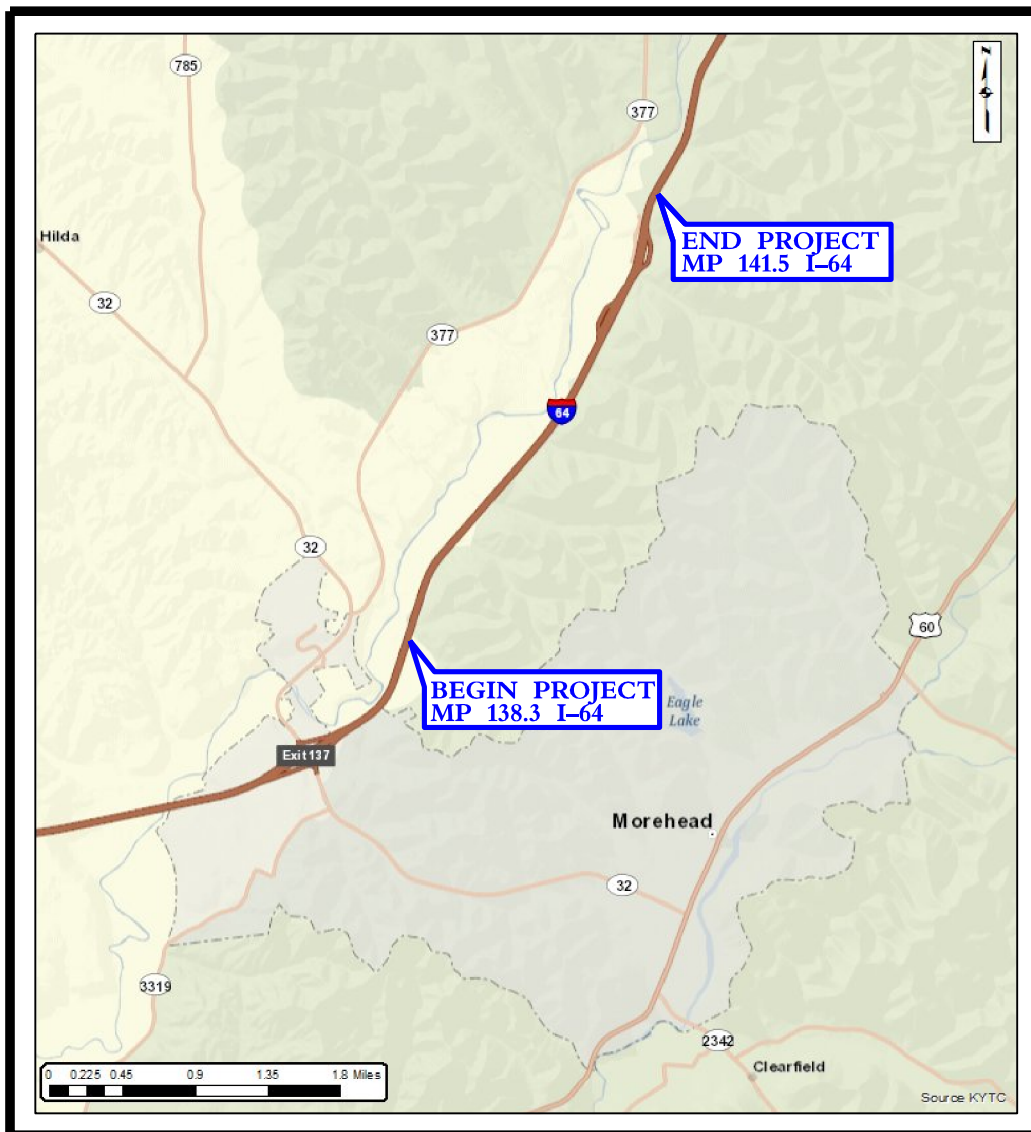 N
785
377
Hilda
END PROJECT
MP 141.5 I–64
32
377
64
32
60
BEGIN PROJECT
MP 138.3 I–64
Eagle
Lake
Exit 137
Morehead
32
3319
2342
Clearfield
0 0.225 0.45 0.9 1.35 1.8 Miles
Source KYTC